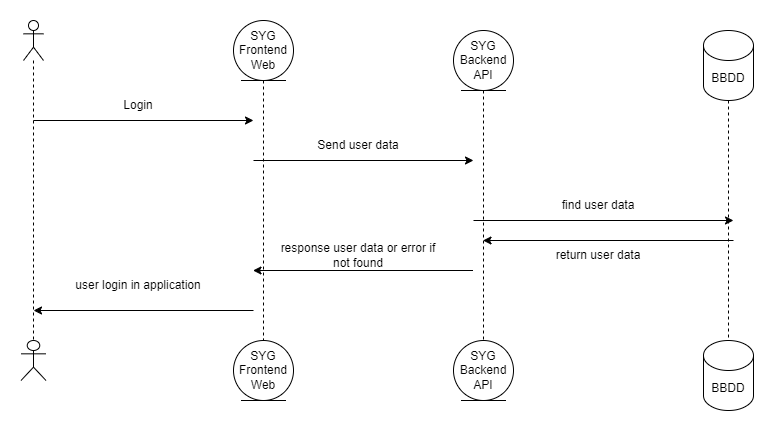 SYG
Frontend
Web
SYG
Backend
API
BBDD
Login
Send user data
find user data
return user data
response user data or error if
not found
user login in application
SYG
Frontend
Web
SYG
Backend
API
BBDD